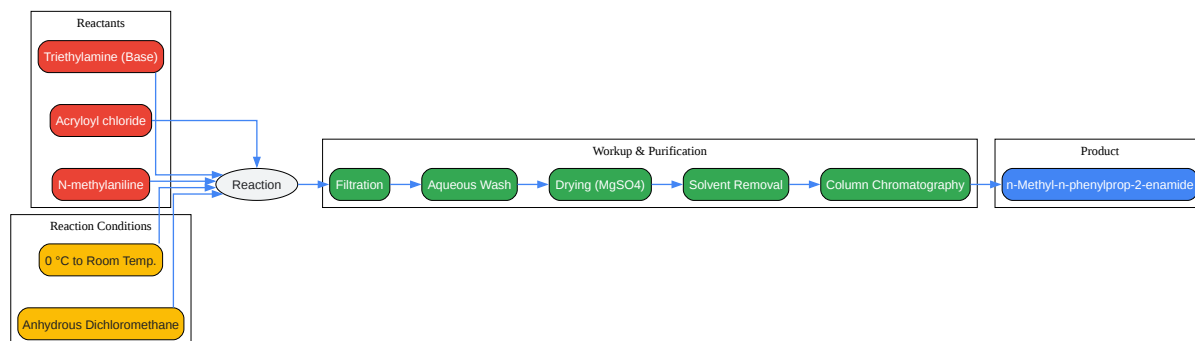 Reactants
Triethylamine (Base)
Acryloyl chloride
N-methylaniline
Reaction Conditions
0 °C to Room Temp.
Anhydrous Dichloromethane
Reaction
Workup & Purification
Filtration
Aqueous Wash
Drying (MgSO4)
Solvent Removal
Column Chromatography
Product
n-Methyl-n-phenylprop-2-enamide